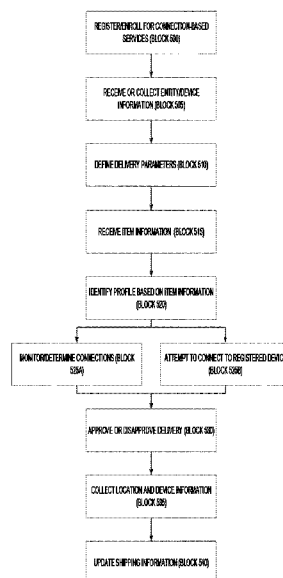 REGISTER/ENROLL FOR CONNECTION-BASED
SERVICES (BLOCK 500)
RECEIVE OR COLLECT ENTITY/DEVICE
INFORMATION (BLOCK 505)
DEFINE DELIVERY PARAMETERS (BLOCK 510)
RECEIVE ITEM INFORMATION (BLOCK 515)
IDENTIFY PROFILE BASED ON ITEM INFORMATION
(BLOCK 520)
MONITOR/DETERMINE CONNECTIONS (BLOCK
525A)
ATTEMPT TO CONNECT TO REGISTERED DEVICE
(BLOCK 525B)
APPROVE OR DISAPPROVE DELIVERY (BLOCK 530)
COLLECT LOCATION AND DEVICE INFORMATION
(BLOCK 535)
UPDATE SHIPPING INFORMATION (BLOCK 540)